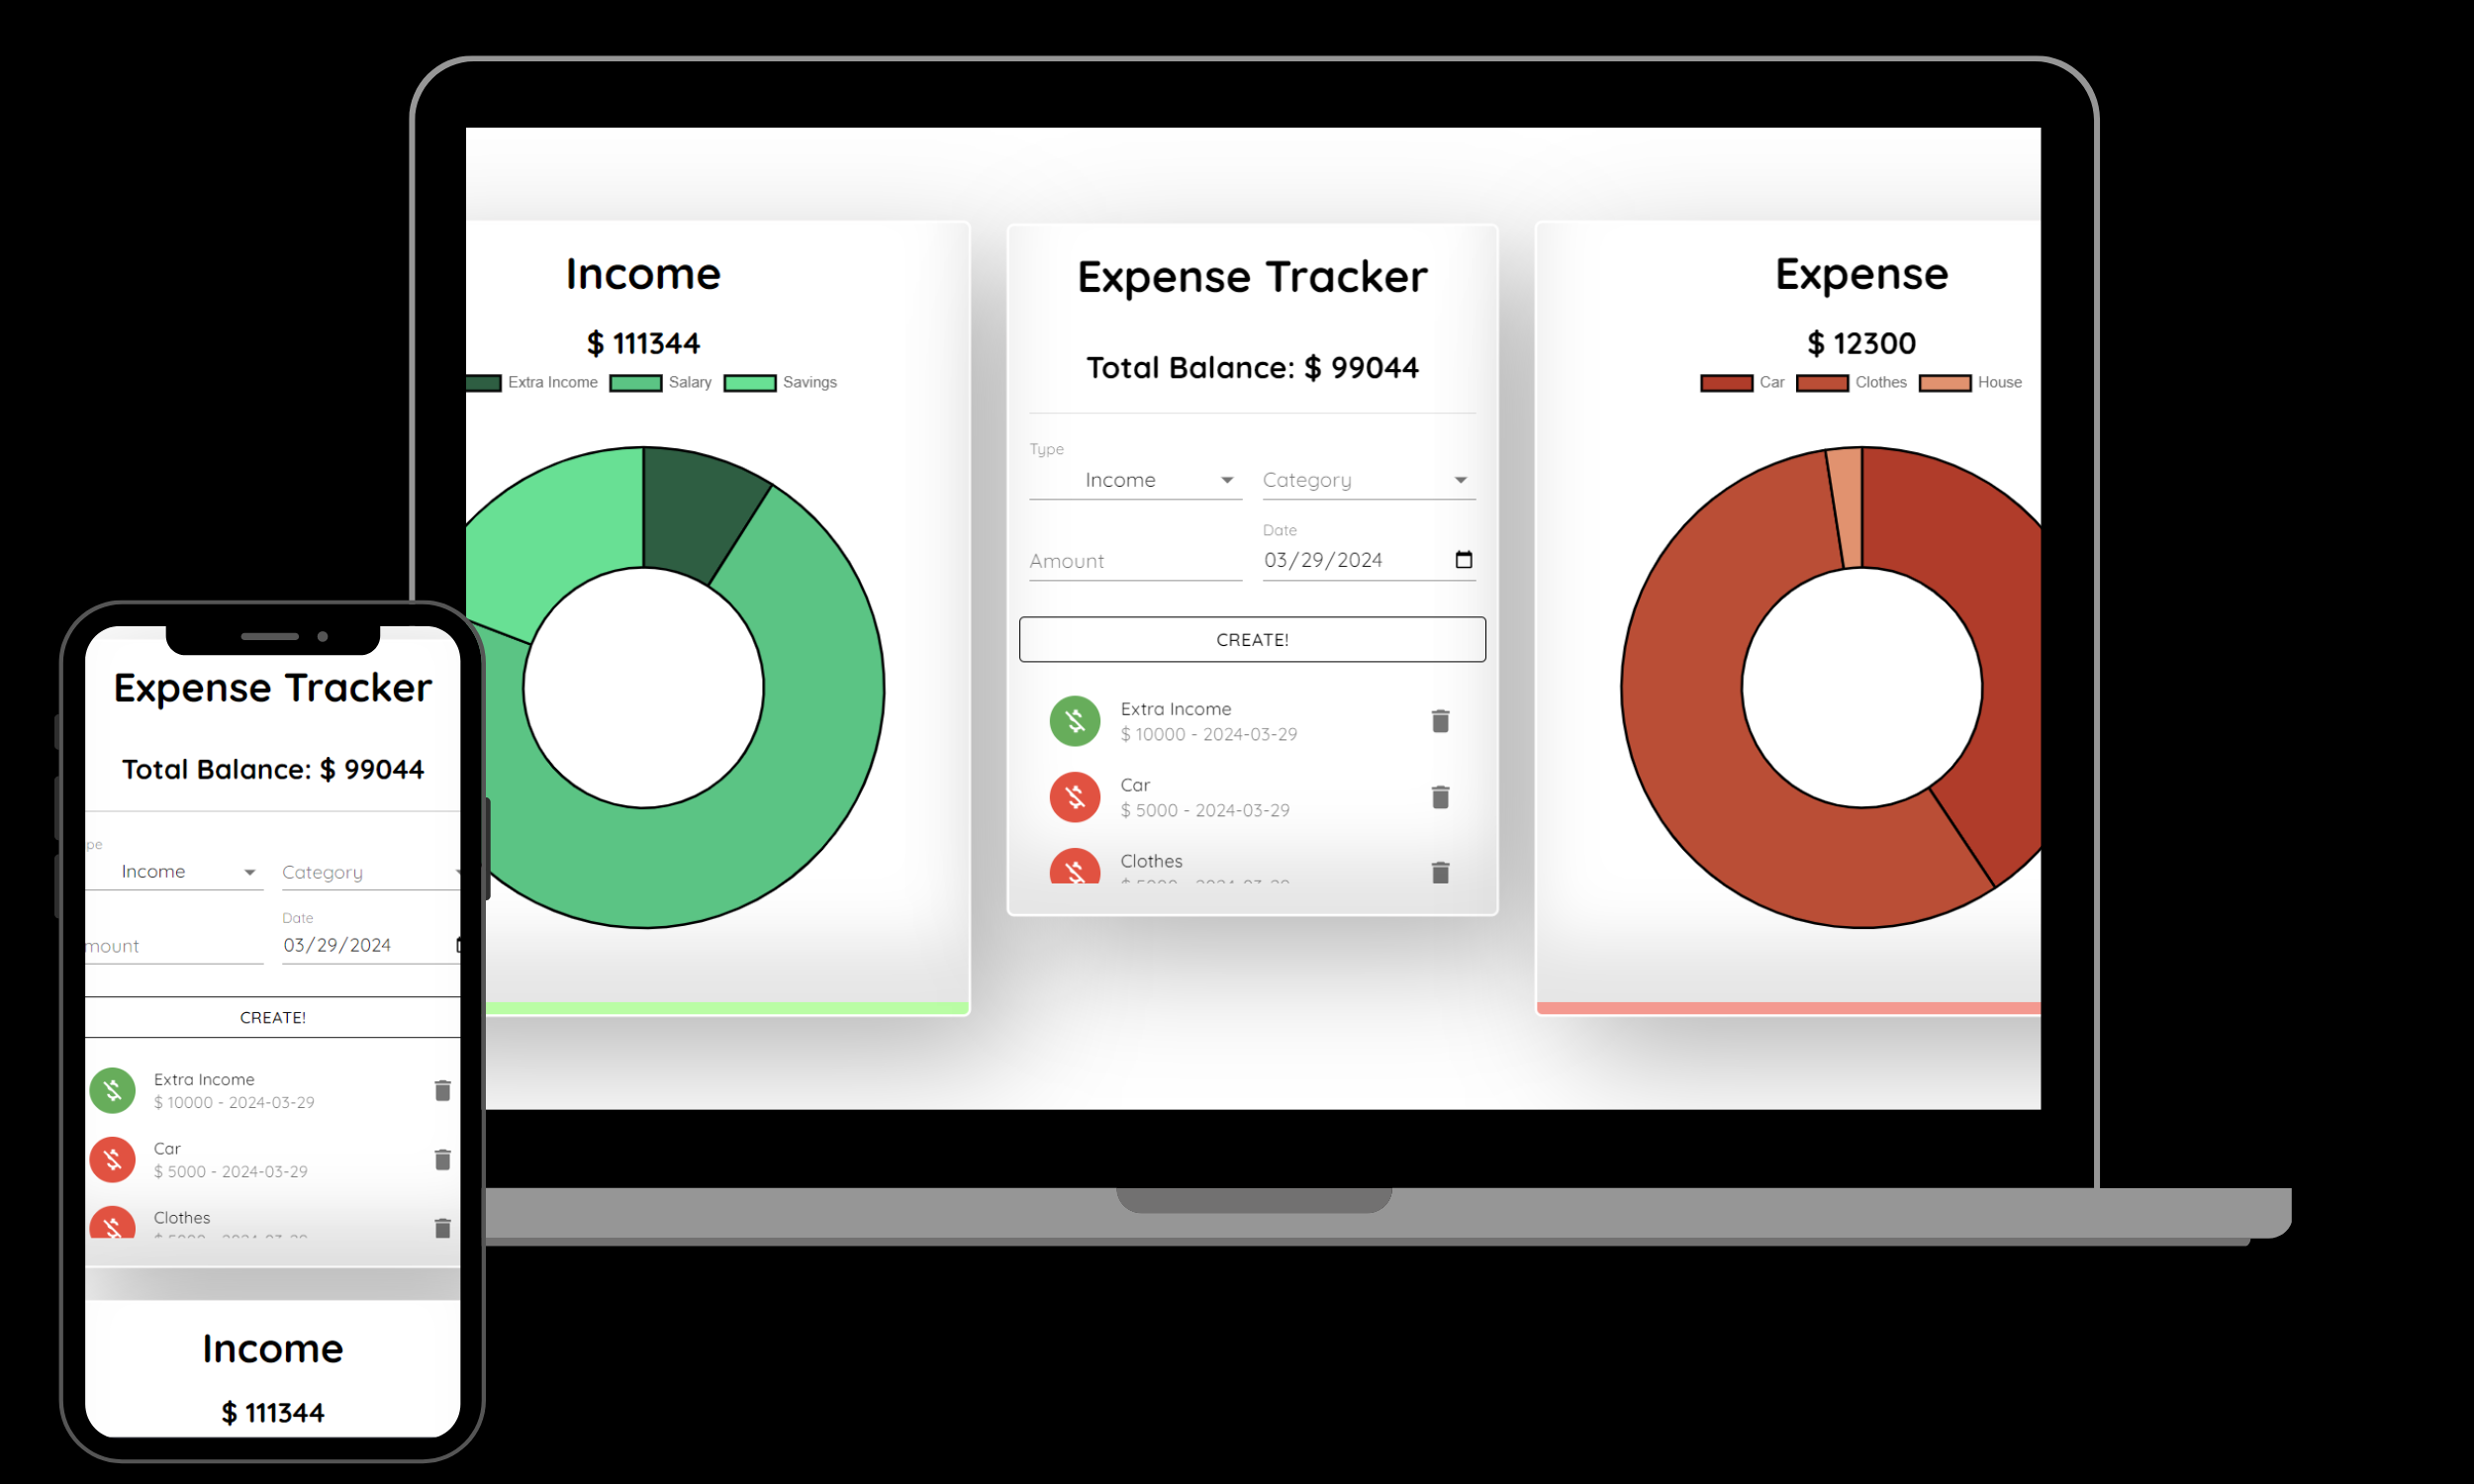 Income
$ 111344
Extra Income Salary Savings
Expense Tracker
Total Balance: $ 99044
Type
Income Category
Date
Amount 03/29/2024
CREATE!
Extra Income
$ 10000 - 2024-03-29
Car
$ 5000 - 2024-03-29
Clothes
Expense
$ 12300
Car Clothes House
Expense Tracker
Total Balance: $ 99044
pe
Income Category
Date
mount 03/29/2024
CREATE!
Extra Income
$ 10000 - 2024-03-29
Car
$ 5000 - 2024-03-29
Clothes
Income
$ 111344